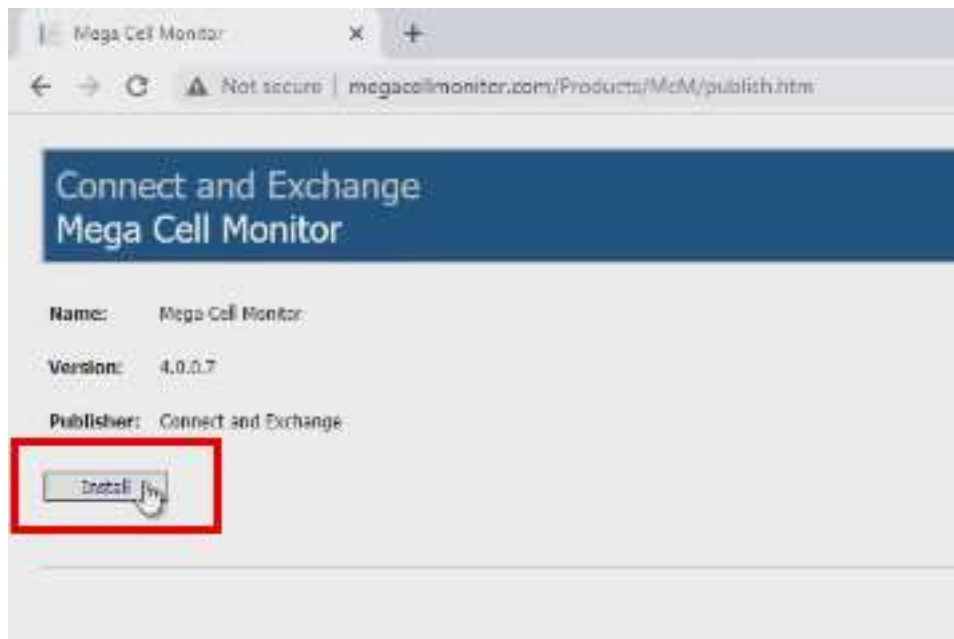 Mega Cell Monitor
Not secure | megacellmonitor.com/Products/McM/publish.htm
Connect and Exchange
Mega Cell Monitor
Name: Mega Cell Monitor
Version: 4.0.0.7
Publisher: Connect and Exchange
Install